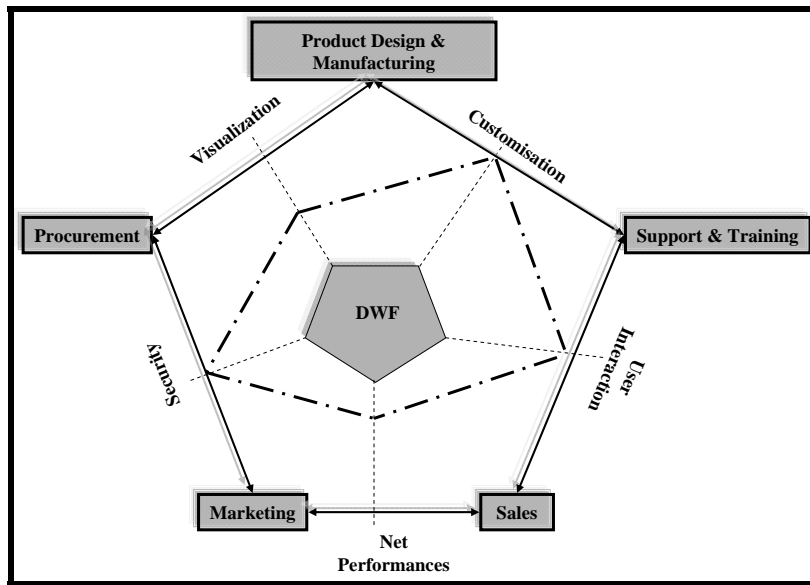 Product Design &
Manufacturing
Visualization
Customisation
Procurement
Support & Training
DWF
Security
User
Interaction
Marketing
Sales
Net
Performances